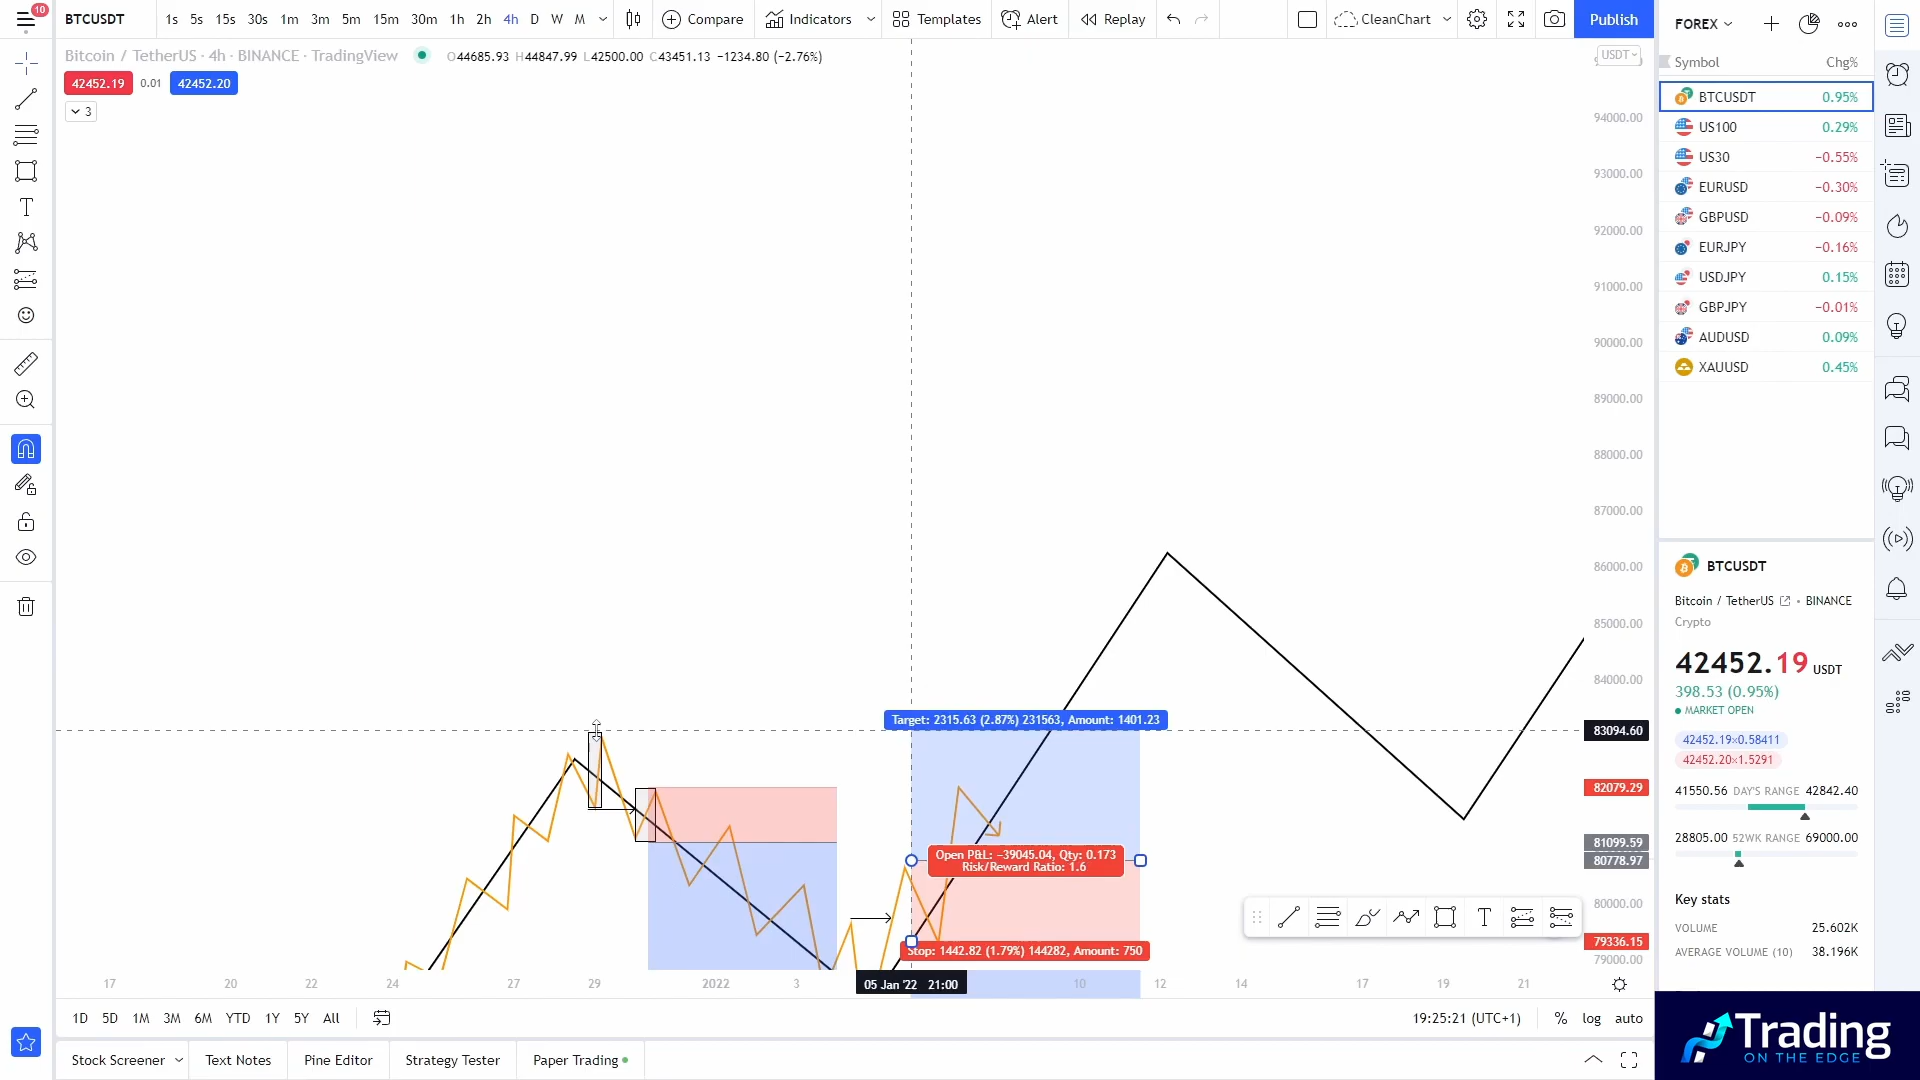 10
BTCUSDT
1s 5s 15s 30s 1m 3m 5m 15m 30m 1h 2h 4h D W M
Compare
Indicators
Templates
Alert
Replay
CleanChart
Publish
FOREX
Bitcoin / TetherUS · 4h · BINANCE · TradingView
O44685.93 H44847.99 L42500.00 C43451.13 −1234.80 (−2.76%)
USDT
42452.19 0.01 42452.20
3
Symbol Chg%
BTCUSDT 0.95%
US100 0.29%
US30 −0.55%
EURUSD −0.30%
GBPUSD −0.09%
EURJPY −0.16%
USDJPY 0.15%
GBPJPY −0.01%
AUDUSD 0.09%
XAUUSD 0.45%
94000.00
93000.00
92000.00
91000.00
90000.00
89000.00
88000.00
87000.00
86000.00
85000.00
84000.00
83094.60
82079.29
81099.59
80778.97
80000.00
79336.15
79000.00
Target: 2315.63 (2.87%) 231563, Amount: 1401.23
Open P&L: −39045.04, Qty: 0.173
Risk/Reward Ratio: 1.6
Stop: 1442.82 (1.79%) 144282, Amount: 750
17 20 22 24 27 29 2022 3 05 Jan '22 21:00 10 12 14 17 19 21
BTCUSDT
Bitcoin / TetherUS • BINANCE
Crypto
42452.19 USDT
398.53 (0.95%)
MARKET OPEN
42452.19×0.58411
42452.20×1.5291
41550.56 DAY'S RANGE 42842.40
28805.00 52WK RANGE 69000.00
Key stats
VOLUME 25.602K
AVERAGE VOLUME (10) 38.196K
1D 5D 1M 3M 6M YTD 1Y 5Y All
19:25:21 (UTC+1) % log auto
Stock Screener Text Notes Pine Editor Strategy Tester Paper Trading
Trading
ON THE EDGE